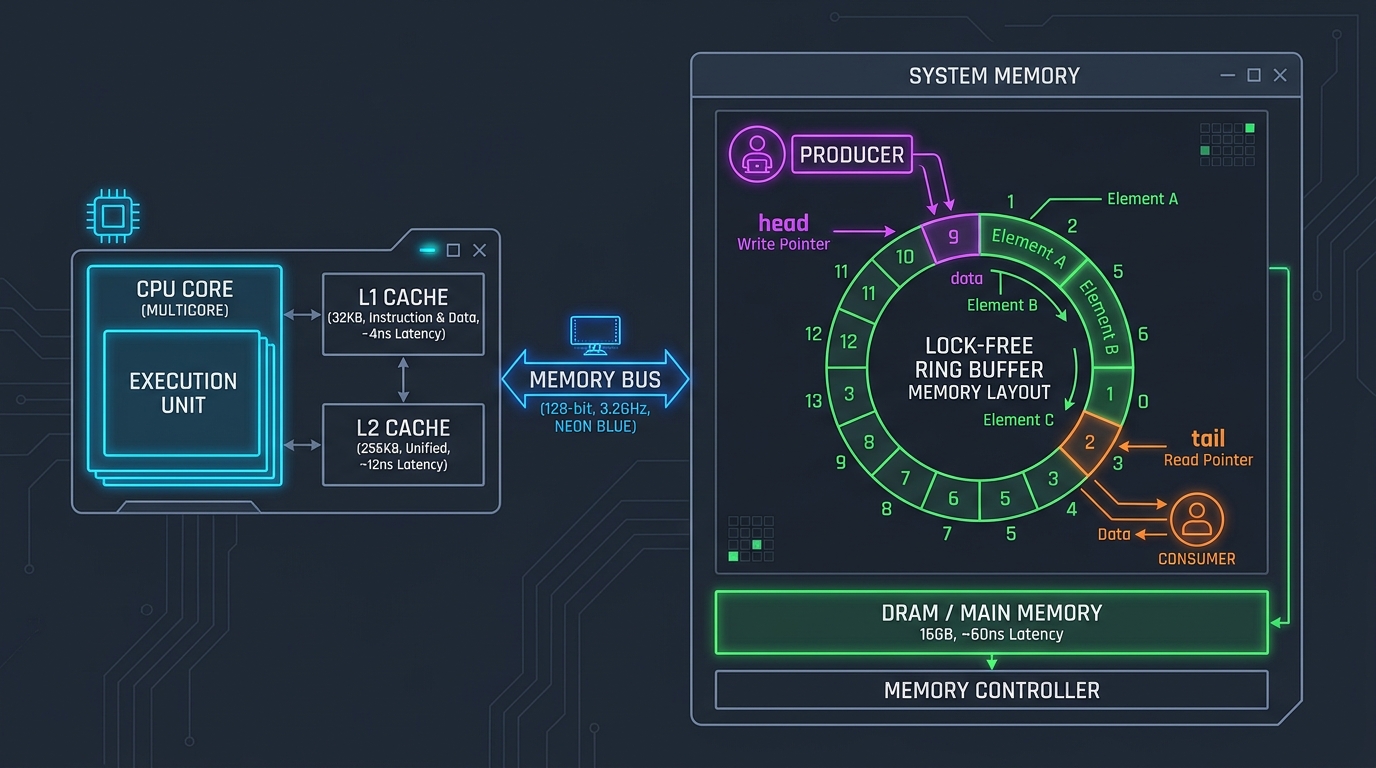 CPU CORE
(MULTICORE)
EXECUTION
UNIT
L1 CACHE
(32KB, Instruction & Data,
~4ns Latency)
L2 CACHE
(256KB, Unified,
~12ns Latency)
MEMORY BUS
(128-bit, 3.2GHz,
NEON BLUE)
SYSTEM MEMORY
PRODUCER
head
Write Pointer
Element A
1
2
5
6
0
3
4
5
7
8
9
13
12
11
9
Element A
Element B
1
2
3
5
6
7
8
3
12
11
10
data
Element B
LOCK-FREE
RING BUFFER
MEMORY LAYOUT
Element C
tail
Read Pointer
Data
CONSUMER
DRAM / MAIN MEMORY
16GB, ~60ns Latency
MEMORY CONTROLLER